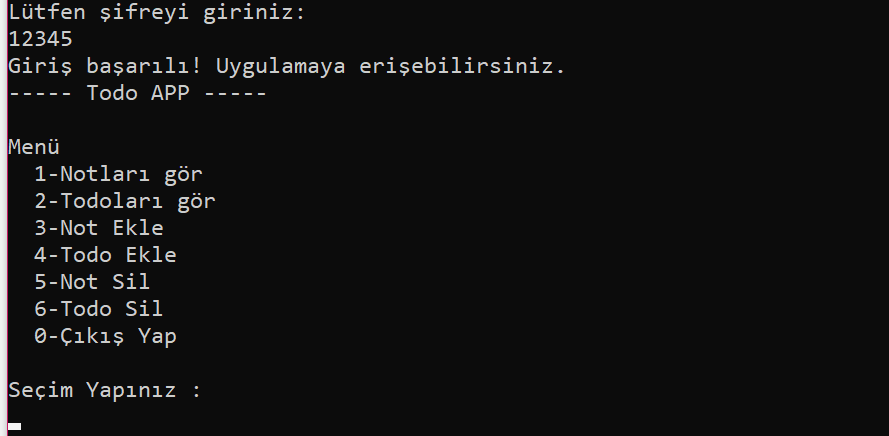 Lütfen şifreyi giriniz:
12345
Giriş başarılı! Uygulamaya erişebilirsiniz.
----- Todo APP -----
Menü
1-Notları gör
2-Todoları gör
3-Not Ekle
4-Todo Ekle
5-Not Sil
6-Todo Sil
0-Çıkış Yap
Seçim Yapınız :